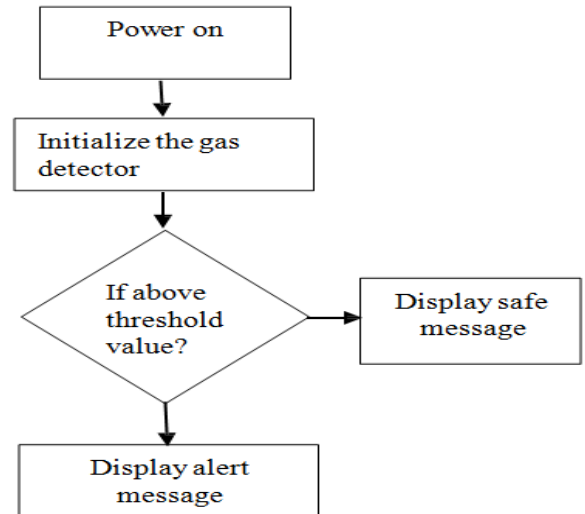 Power on
Initialize the gas
detector
If above
threshold
value?
Display safe
message
Display alert
message